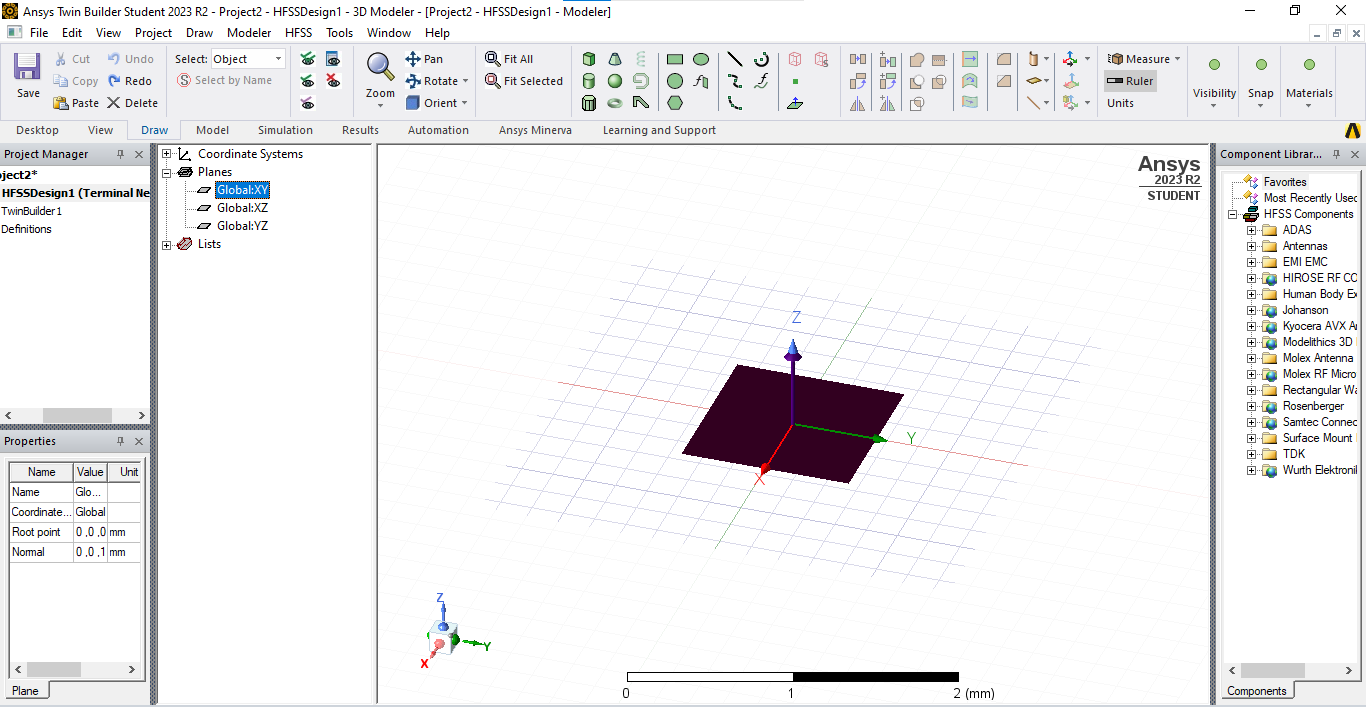 Ansys Twin Builder Student 2023 R2 - Project2 - HFSSDesign1 - 3D Modeler - [Project2 - HFSSDesign1 - Modeler]
File Edit View Project Draw Modeler HFSS Tools Window Help
Save
Cut
Copy
Paste
Undo
Redo
Delete
Select: Object
Select by Name
Zoom
Pan
Rotate
Orient
Fit All
Fit Selected
Measure
Ruler
Units
Visibility
Snap
Materials
Desktop View Draw Model Simulation Results Automation Ansys Minerva Learning and Support
Project Manager
oject2*
HFSSDesign1 (Terminal Ne
TwinBuilder1
Definitions
Properties
Name Value Unit
Name Glo...
Coordinate... Global
Root point 0 ,0 ,0 mm
Normal 0 ,0 ,1 mm
Plane
Coordinate Systems
Planes
Global:XY
Global:XZ
Global:YZ
Lists
Ansys
2023 R2
STUDENT
Z
Y
X
Z
Y
X
0 1 2 (mm)
Component Librar...
Favorites
Most Recently Used
HFSS Components
ADAS
Antennas
EMI EMC
HIROSE RF CO
Human Body Ex
Johanson
Kyocera AVX A
Modelithics 3D
Molex Antenna
Molex RF Micro
Rectangular Wa
Rosenberger
Samtec Connec
Surface Mount
TDK
Wurth Elektronik
Components